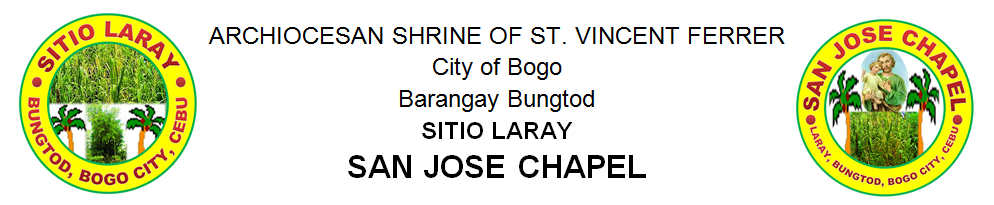 SITIO LARAY
BUNGTOD, BOGO CITY, CEBU
ARCHIOCESAN SHRINE OF ST. VINCENT FERRER
City of Bogo
Barangay Bungtod
SITIO LARAY
SAN JOSE CHAPEL
SAN JOSE CHAPEL
LARAY, BUNGTOD, BOGO CITY, CEBU